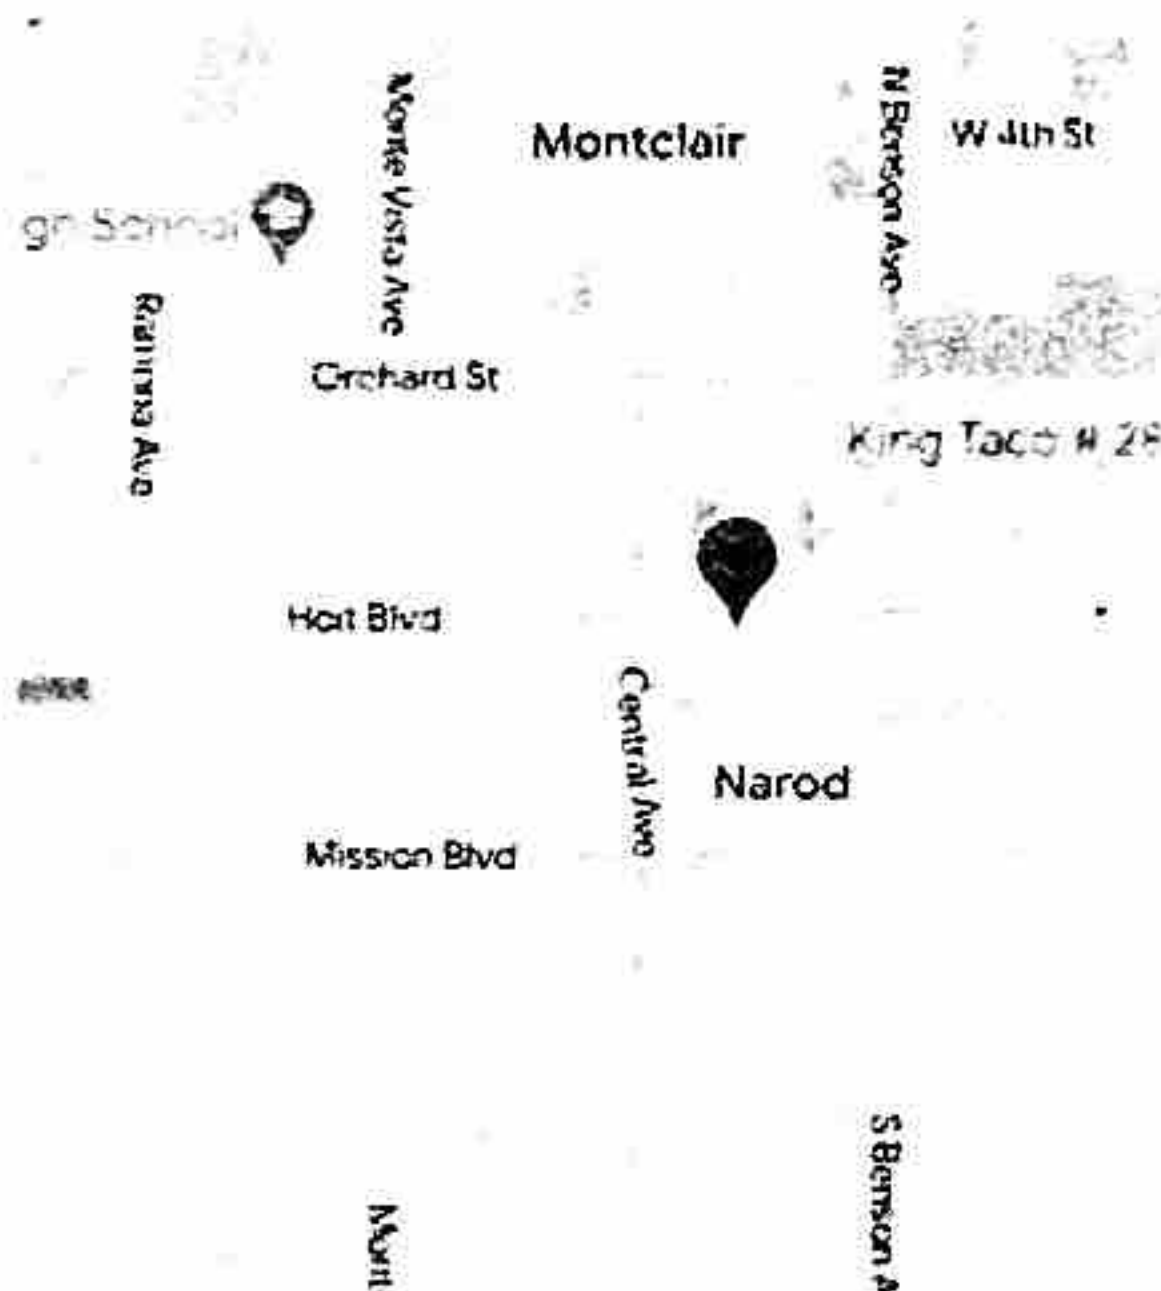 Monte Vista Ave
Montclair
N Benson Ave
W 4th St
Ramona Ave
Orchard St
King Taco # 28
Holt Blvd
Central Ave
Narod
Mission Blvd
S Benson A
Mont